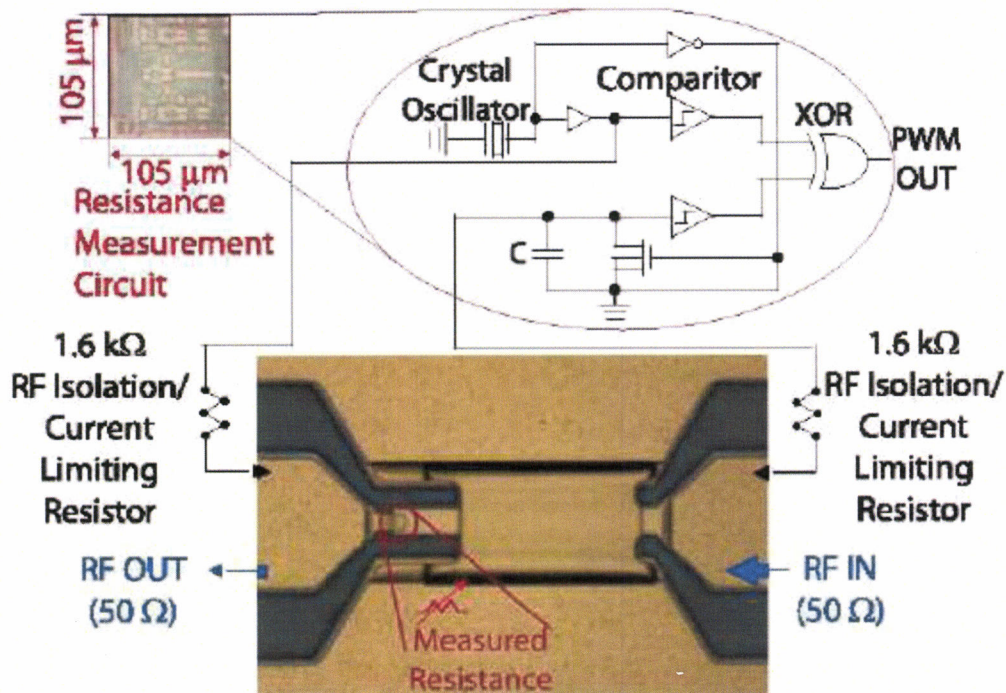 105 µm
105 µm
Resistance
Measurement
Circuit
Crystal
Oscillator
Comparitor
XOR
PWM
OUT
C
1.6 kΩ
RF Isolation/
Current
Limiting
Resistor
1.6 kΩ
RF Isolation/
Current
Limiting
Resistor
RF OUT
(50 Ω)
RF IN
(50 Ω)
Measured
Resistance